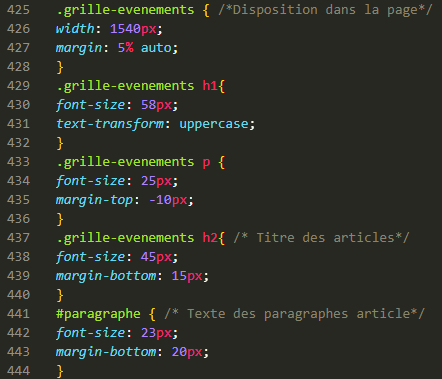 425 .grille-evenements { /*Disposition dans la page*/
426 width: 1540px;
427 margin: 5% auto;
428 }
429 .grille-evenements h1{
430 font-size: 58px;
431 text-transform: uppercase;
432 }
433 .grille-evenements p {
434 font-size: 25px;
435 margin-top: -10px;
436 }
437 .grille-evenements h2{ /* Titre des articles*/
438 font-size: 45px;
439 margin-bottom: 15px;
440 }
441 #paragraphe { /* Texte des paragraphes article*/
442 font-size: 23px;
443 margin-bottom: 20px;
444 }